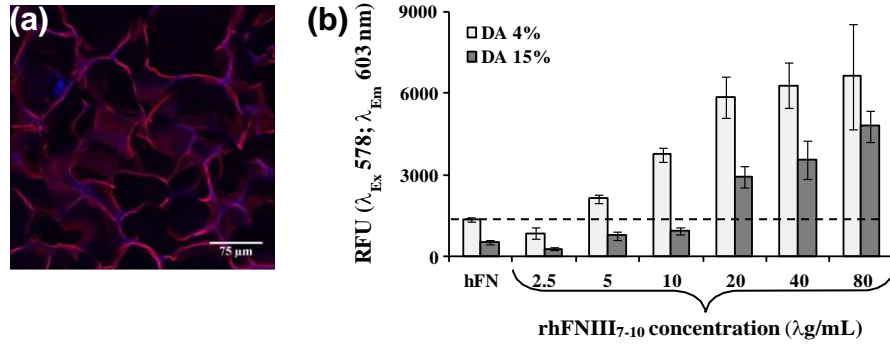 (a)
75 µm
(b)
RFU (λEx 578; λEm 603 nm)
9000
6000
3000
0
DA 4%
DA 15%
hFN 2.5 5 10 20 40 80
rhFNIII7-10 concentration (λg/mL)